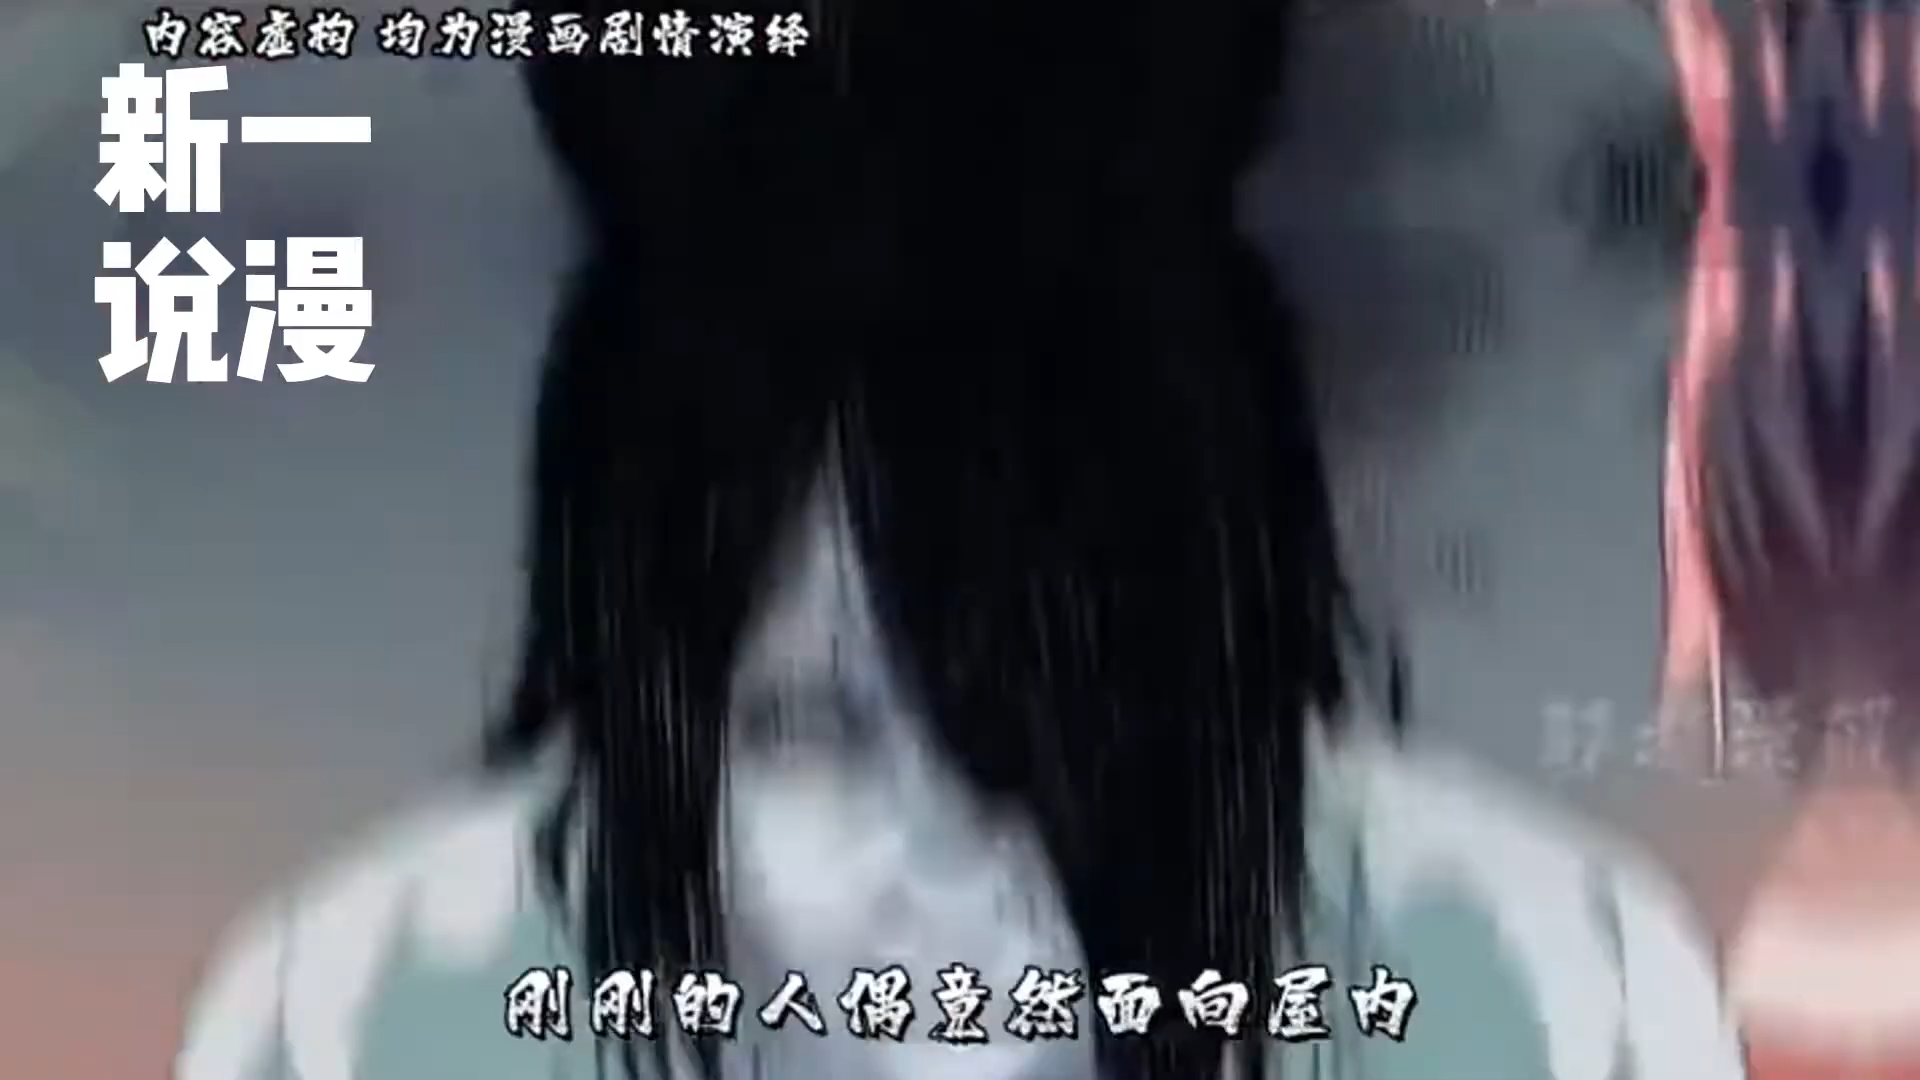 内容虚构 均为漫画剧情演绎
新一
说漫
刚刚的人偶竟然面向屋内